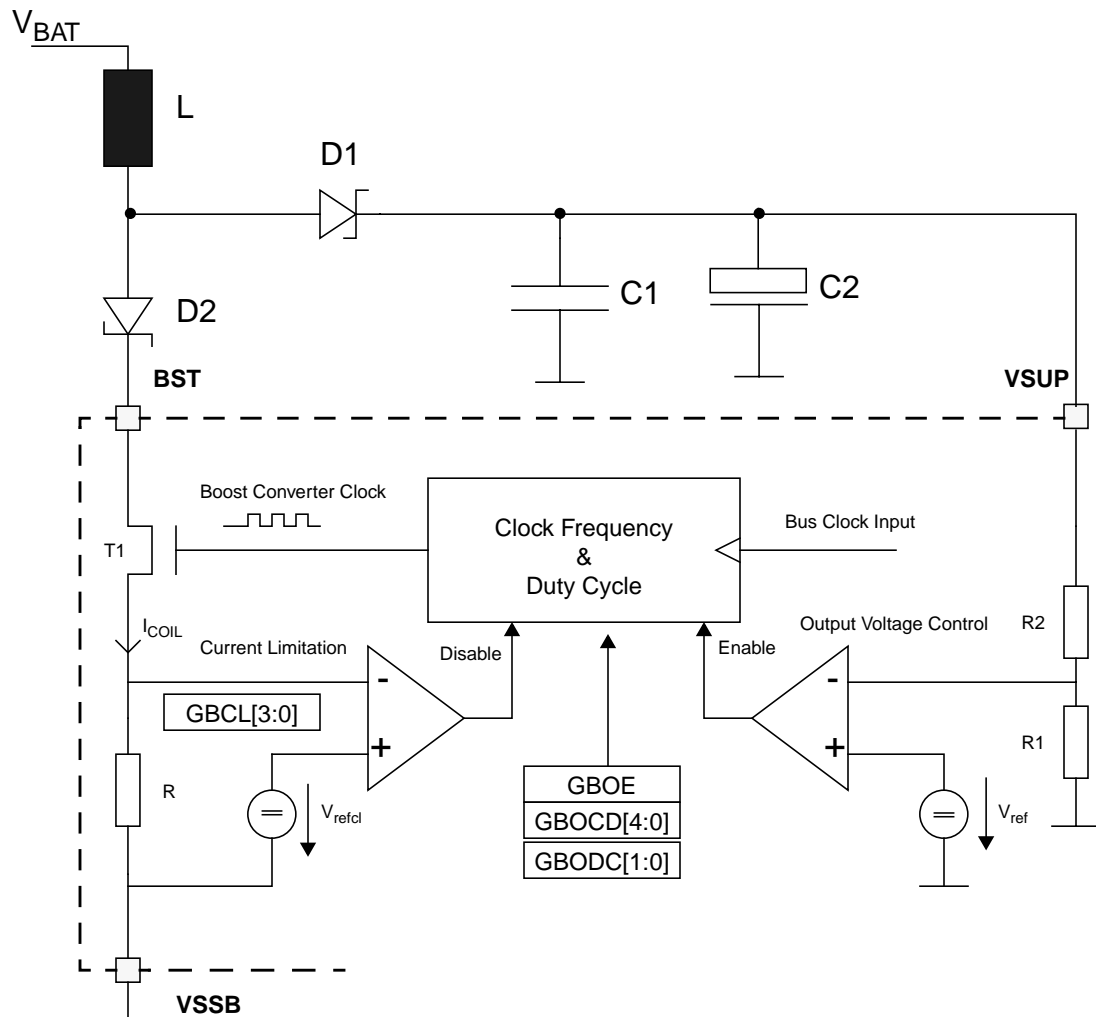 VBAT
L
D1
D2
C1
C2
BST
VSUP
Boost Converter Clock
Clock Frequency
&
Duty Cycle
Bus Clock Input
T1
ICOIL
Current Limitation
Disable
Enable
Output Voltage Control
R2
-
-
GBCL[3:0]
+
+
R1
R
Vrefcl
GBOE
GBOCD[4:0]
GBODC[1:0]
=
=
Vref
VSSB